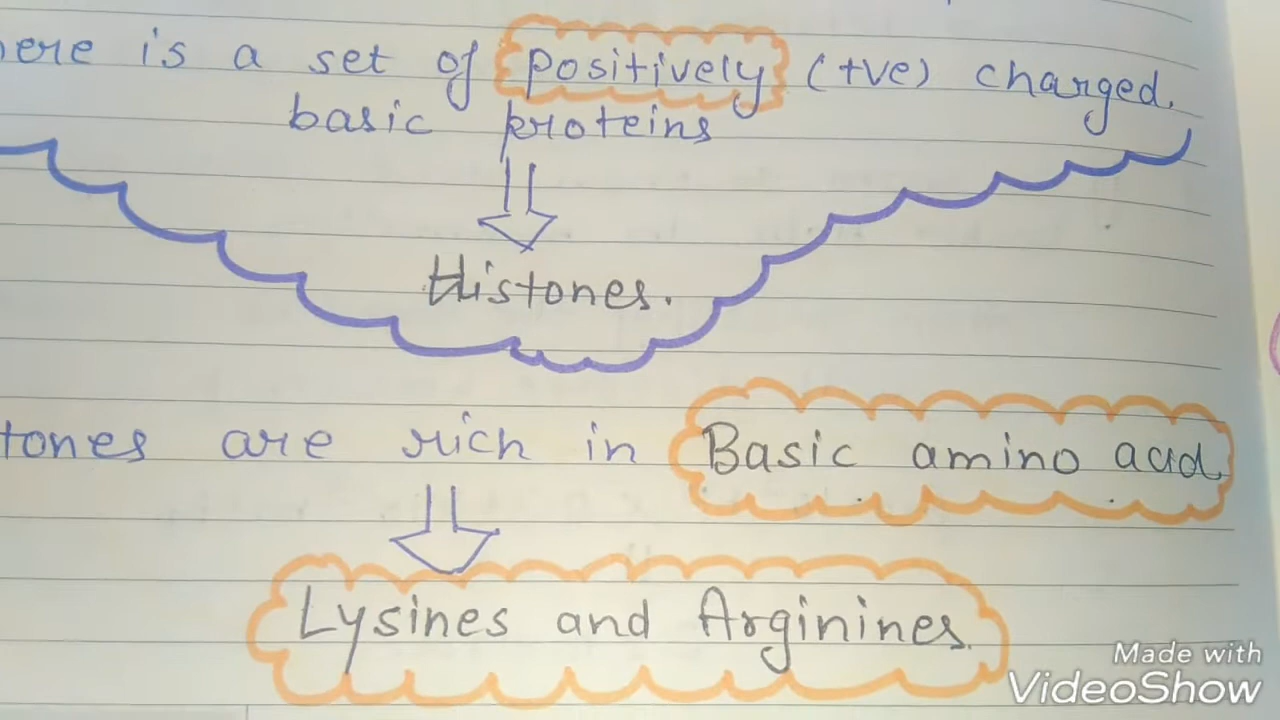 ere is a set of positively (+ve) charged.
basic proteins
Histones.
tones are rich in Basic amino acid
Lysines and Arginines.
Made with
VideoShow